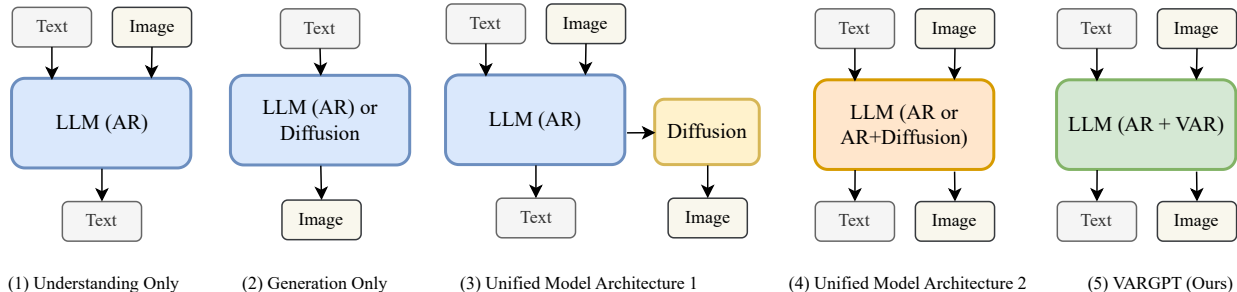 Text Image
LLM (AR)
Text
(1) Understanding Only
Text
LLM (AR) or
Diffusion
Image
(2) Generation Only
Text Image
LLM (AR)
Diffusion
Text
Image
(3) Unified Model Architecture 1
Text Image
LLM (AR or
AR+Diffusion)
Text Image
(4) Unified Model Architecture 2
Text Image
LLM (AR + VAR)
Text Image
(5) VARGPT (Ours)